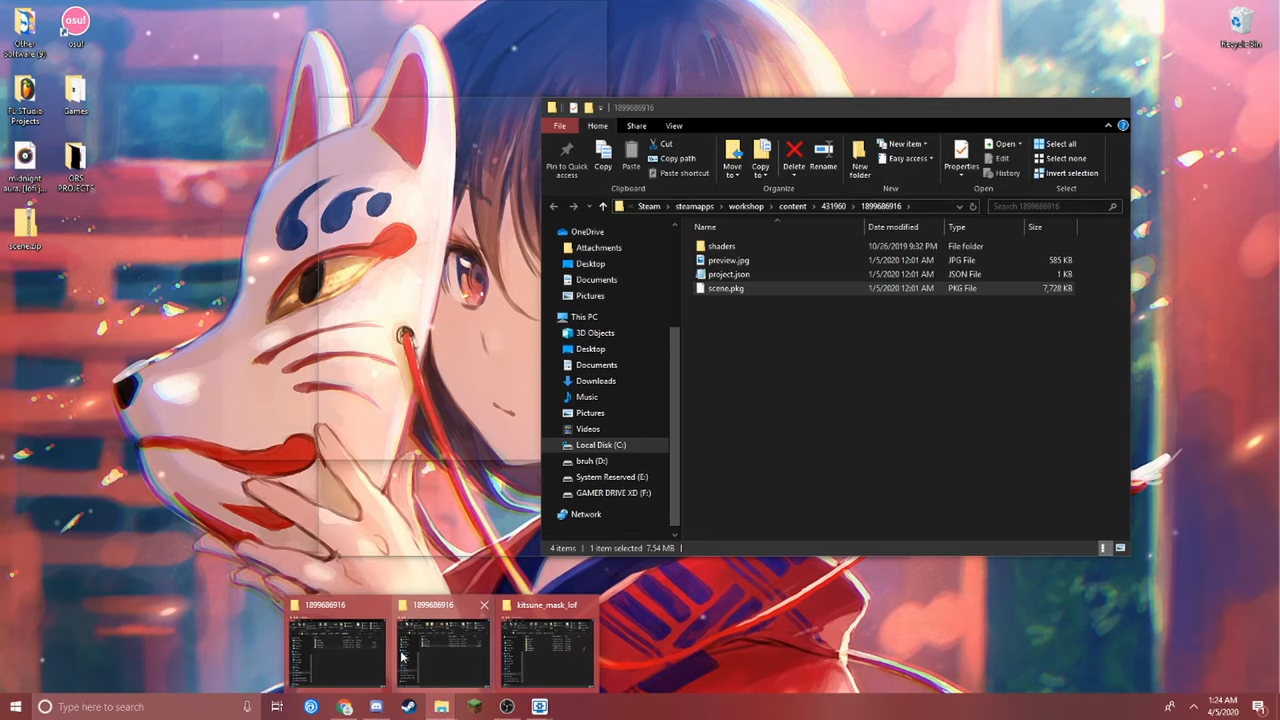 Other
Software (9)
osu!
FL STudio
Projects
Games
midnight
aura. [lofi j...
OBS
PROJECTS
scene.zip
Recycle Bin
1899686916
File
Home
Share
View
Pin to Quick
access
Copy
Paste
Cut
Copy path
Paste shortcut
Clipboard
Move
to
Copy
to
Delete
Rename
Organize
New
folder
New item
Easy access
New
Properties
Open
Edit
History
Open
Select all
Select none
Invert selection
Select
Steam > steamapps > workshop > content > 431960 > 1899686916 >
Search 1899686916
Name Date modified Type Size
shaders 10/26/2019 9:32 PM File folder
preview.jpg 1/5/2020 12:01 AM JPG File 585 KB
project.json 1/5/2020 12:01 AM JSON File 1 KB
scene.pkg 1/5/2020 12:01 AM PKG File 7,728 KB
OneDrive
Attachments
Desktop
Documents
Pictures
This PC
3D Objects
Desktop
Documents
Downloads
Music
Pictures
Videos
Local Disk (C:)
bruh (D:)
System Reserved (E:)
GAMER DRIVE XD (F:)
Network
4 items 1 item selected 7.54 MB
1899686916
1899686916
kitsune_mask_lof
Type here to search
1:24 AM
4/5/2020